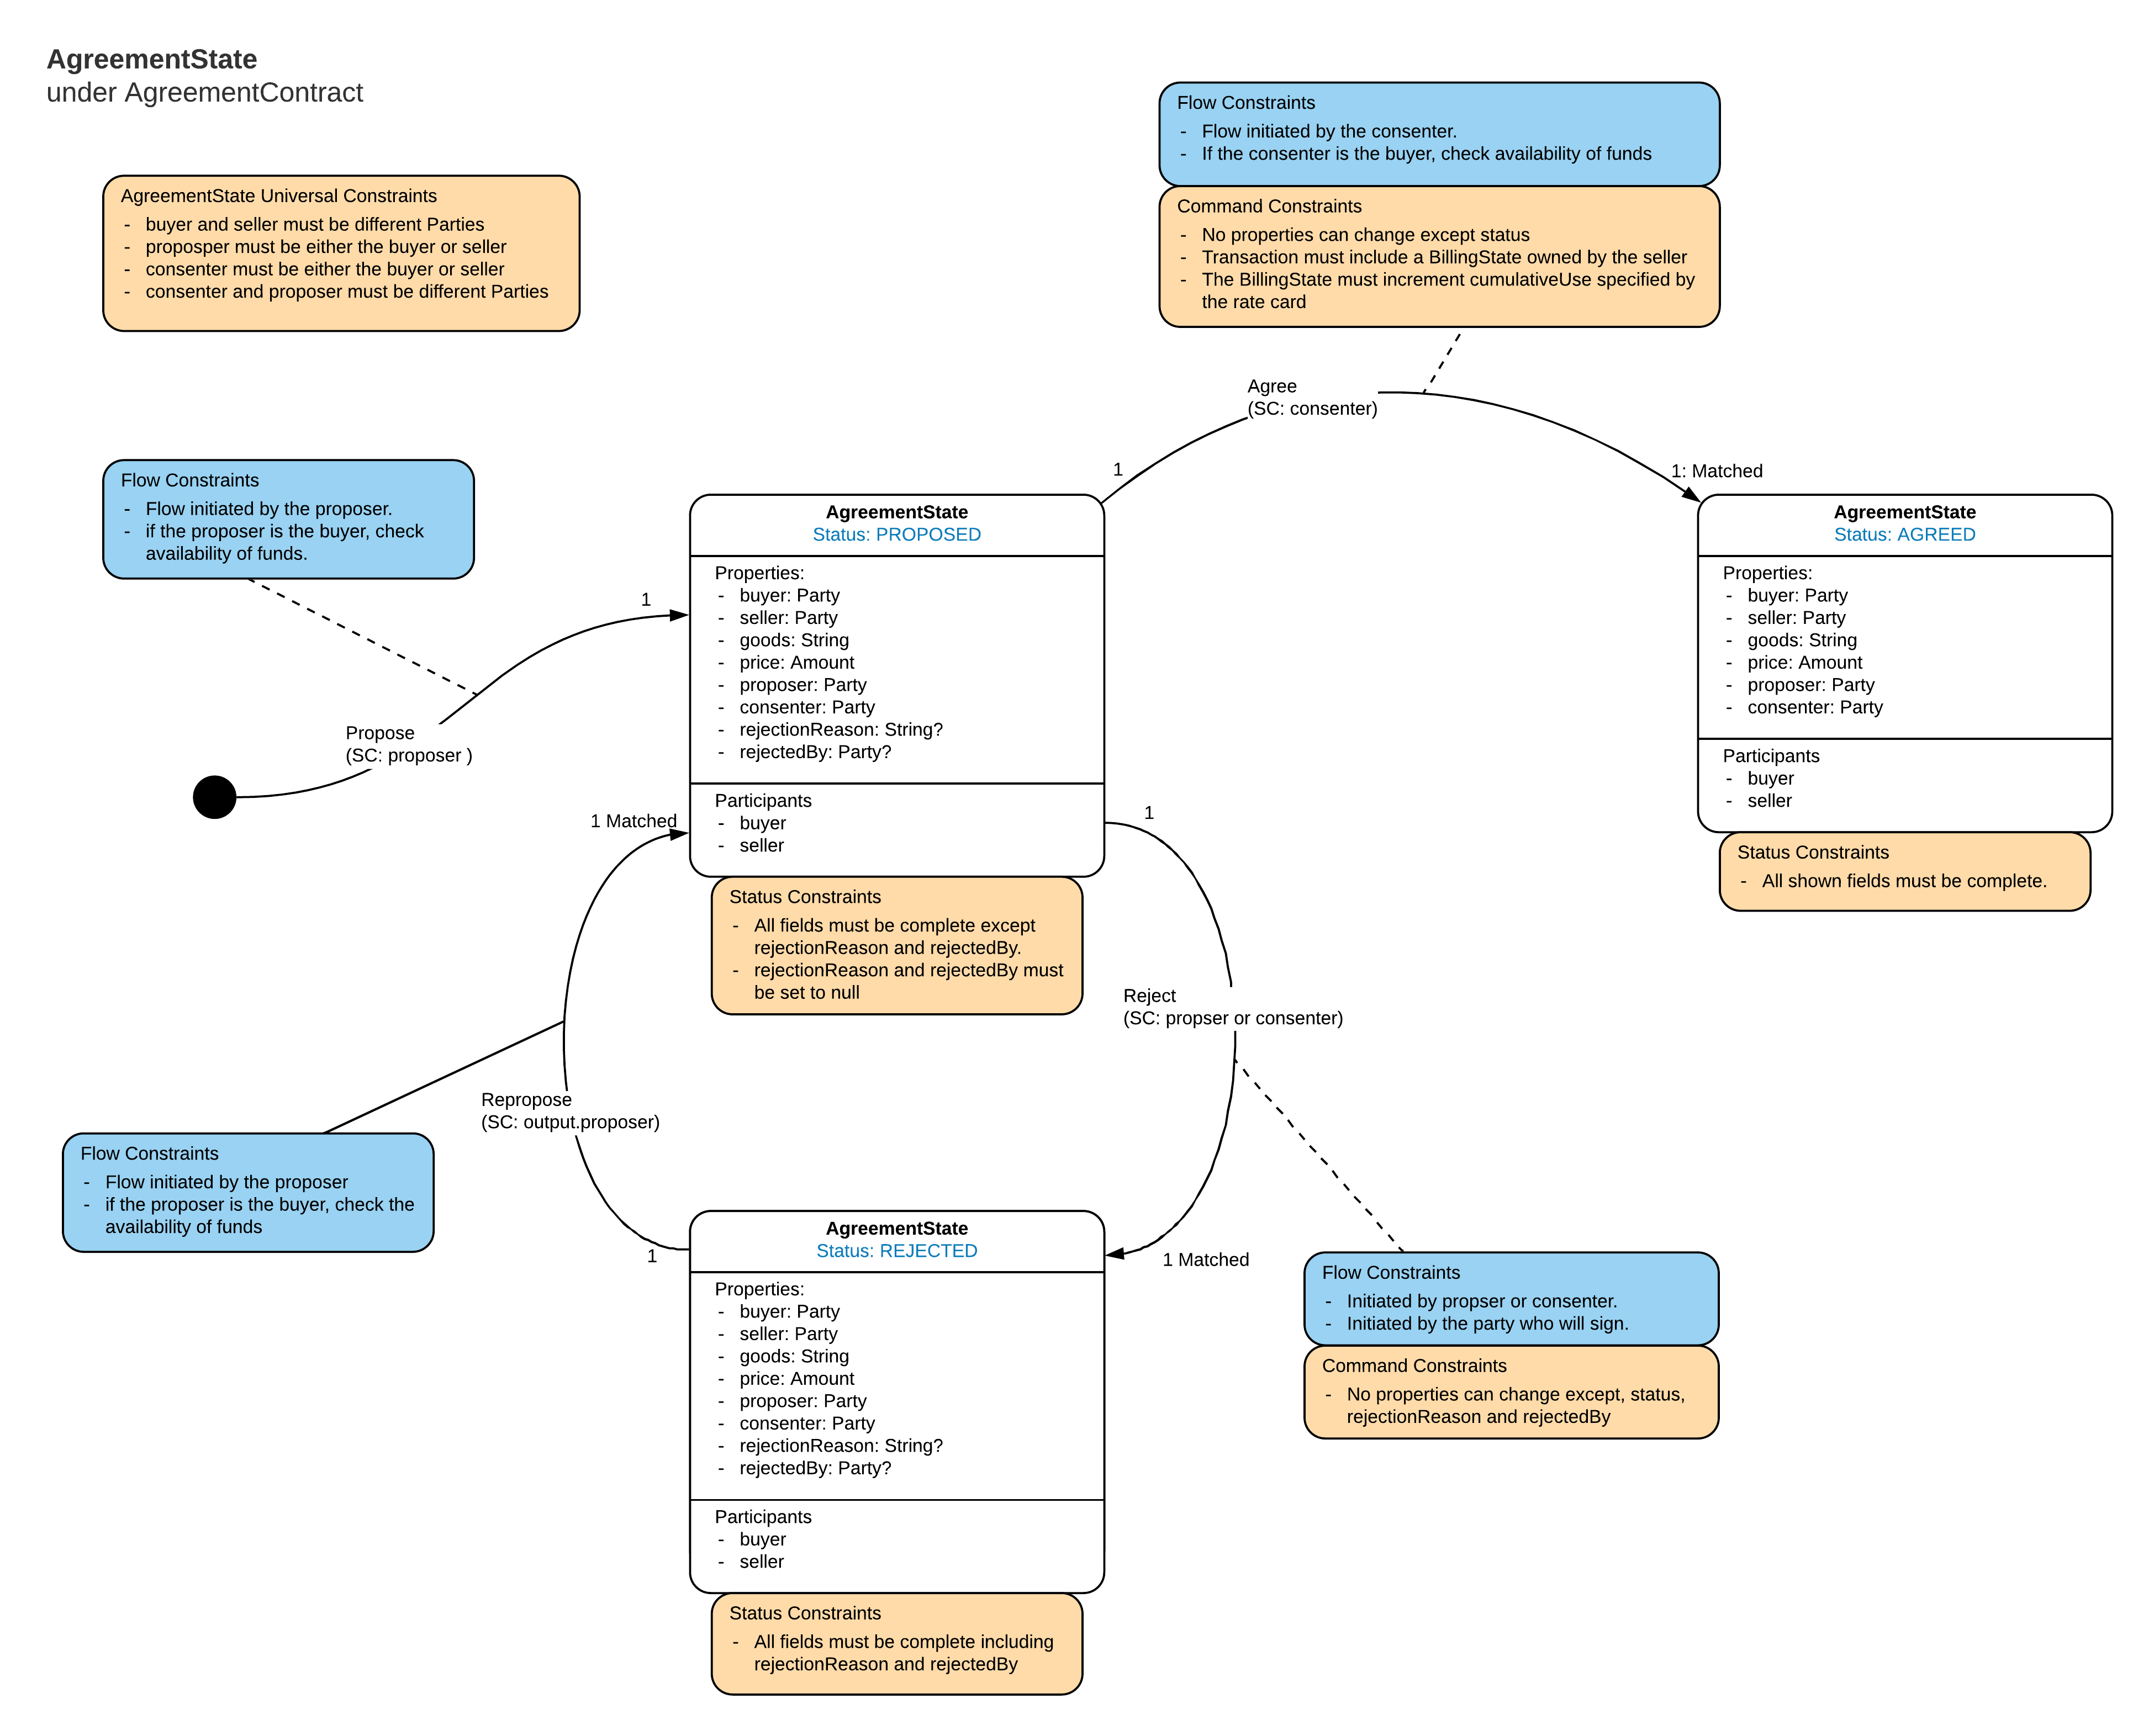 AgreementState
under AgreementContract
AgreementState Universal Constraints
- buyer and seller must be different Parties
- proposper must be either the buyer or seller
- consenter must be either the buyer or seller
- consenter and proposer must be different Parties
Flow Constraints
- Flow initiated by the consenter.
- If the consenter is the buyer, check availability of funds
Command Constraints
- No properties can change except status
- Transaction must include a BillingState owned by the seller
- The BillingState must increment cumulativeUse specified by
the rate card
Agree
(SC: consenter)
1
1: Matched
Flow Constraints
- Flow initiated by the proposer.
- if the proposer is the buyer, check
availability of funds.
Propose
(SC: proposer )
1
AgreementState
Status: PROPOSED
Properties:
- buyer: Party
- seller: Party
- goods: String
- price: Amount
- proposer: Party
- consenter: Party
- rejectionReason: String?
- rejectedBy: Party?
Participants
- buyer
- seller
Status Constraints
- All fields must be complete except
rejectionReason and rejectedBy.
- rejectionReason and rejectedBy must
be set to null
AgreementState
Status: AGREED
Properties:
- buyer: Party
- seller: Party
- goods: String
- price: Amount
- proposer: Party
- consenter: Party
Participants
- buyer
- seller
Status Constraints
- All shown fields must be complete.
1 Matched
1
Reject
(SC: propser or consenter)
Repropose
(SC: output.proposer)
Flow Constraints
- Flow initiated by the proposer
- if the proposer is the buyer, check the
availability of funds
1
1 Matched
AgreementState
Status: REJECTED
Properties:
- buyer: Party
- seller: Party
- goods: String
- price: Amount
- proposer: Party
- consenter: Party
- rejectionReason: String?
- rejectedBy: Party?
Participants
- buyer
- seller
Status Constraints
- All fields must be complete including
rejectionReason and rejectedBy
Flow Constraints
- Initiated by propser or consenter.
- Initiated by the party who will sign.
Command Constraints
- No properties can change except, status,
rejectionReason and rejectedBy